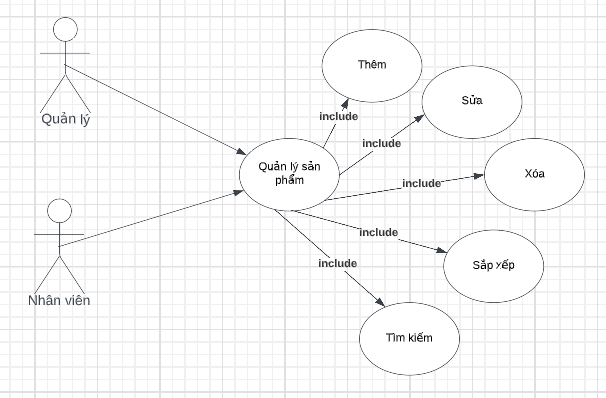 Quản lý
Nhân viên
Quản lý sản
phẩm
include
include
include
include
include
Thêm
Sửa
Xóa
Sắp xếp
Tìm kiếm